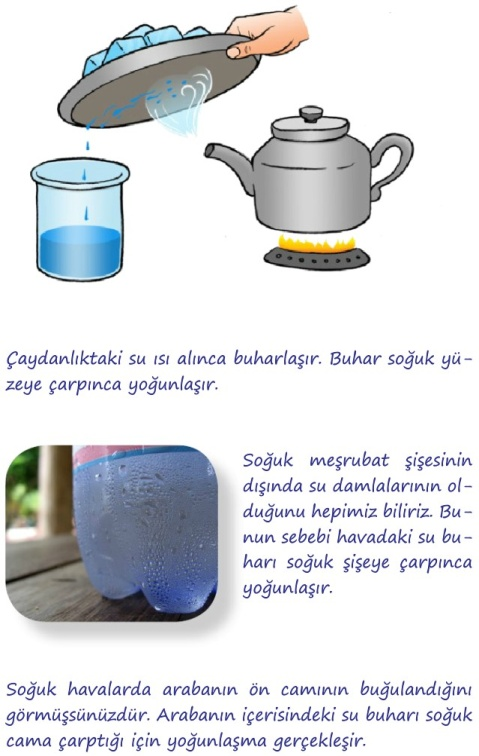 Çaydanlıktaki su ısı alınca buharlaşır. Buhar soğuk yü-
zeye çarpınca yoğunlaşır.
Soğuk meşrubat şişesinin
dışında su damlalarının ol-
duğunu hepimiz biliriz. Bu-
nun sebebi havadaki su bu-
harı soğuk şişeye çarpınca
yoğunlaşır.
Soğuk havalarda arabanın ön camının buğulandığını
görmüşsünüzdür. Arabanın içerisindeki su buharı soğuk
cama çarptığı için yoğunlaşma gerçekleşir.